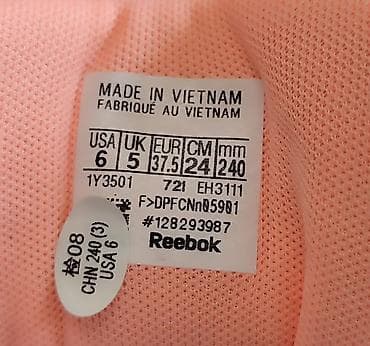 MADE IN VIETNAM
FABRIQUÉ AU VIETNAM
USA UK EUR CM mm
6 5 37.5 24 240
1Y3501 721 EH3111
F>DPFCNn05901
#128293987
Reebok
检08
CHN 240(3)
USA 6